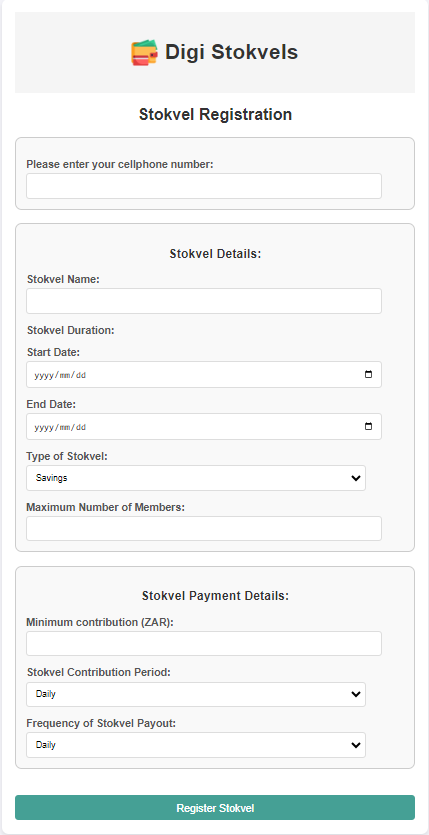 Digi Stokvels
Stokvel Registration
Please enter your cellphone number:
Stokvel Details:
Stokvel Name:
Stokvel Duration:
Start Date:
yyyy/mm/dd
End Date:
yyyy/mm/dd
Type of Stokvel:
Savings
Maximum Number of Members:
Stokvel Payment Details:
Minimum contribution (ZAR):
Stokvel Contribution Period:
Daily
Frequency of Stokvel Payout:
Daily
Register Stokvel